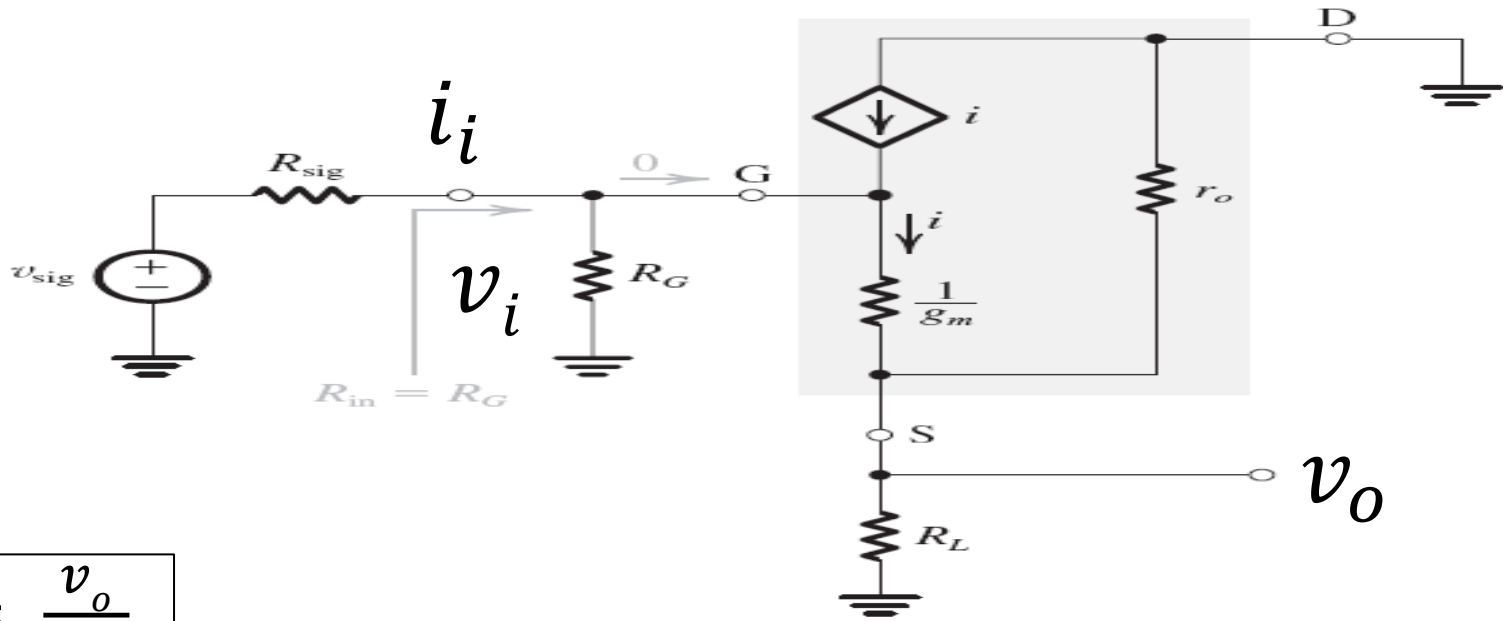 D
i_i
i
R_sig
0
G
r_o
i
v_sig
+
−
v_i
R_G
1/g_m
R_in = R_G
S
v_o
R_L
v_o